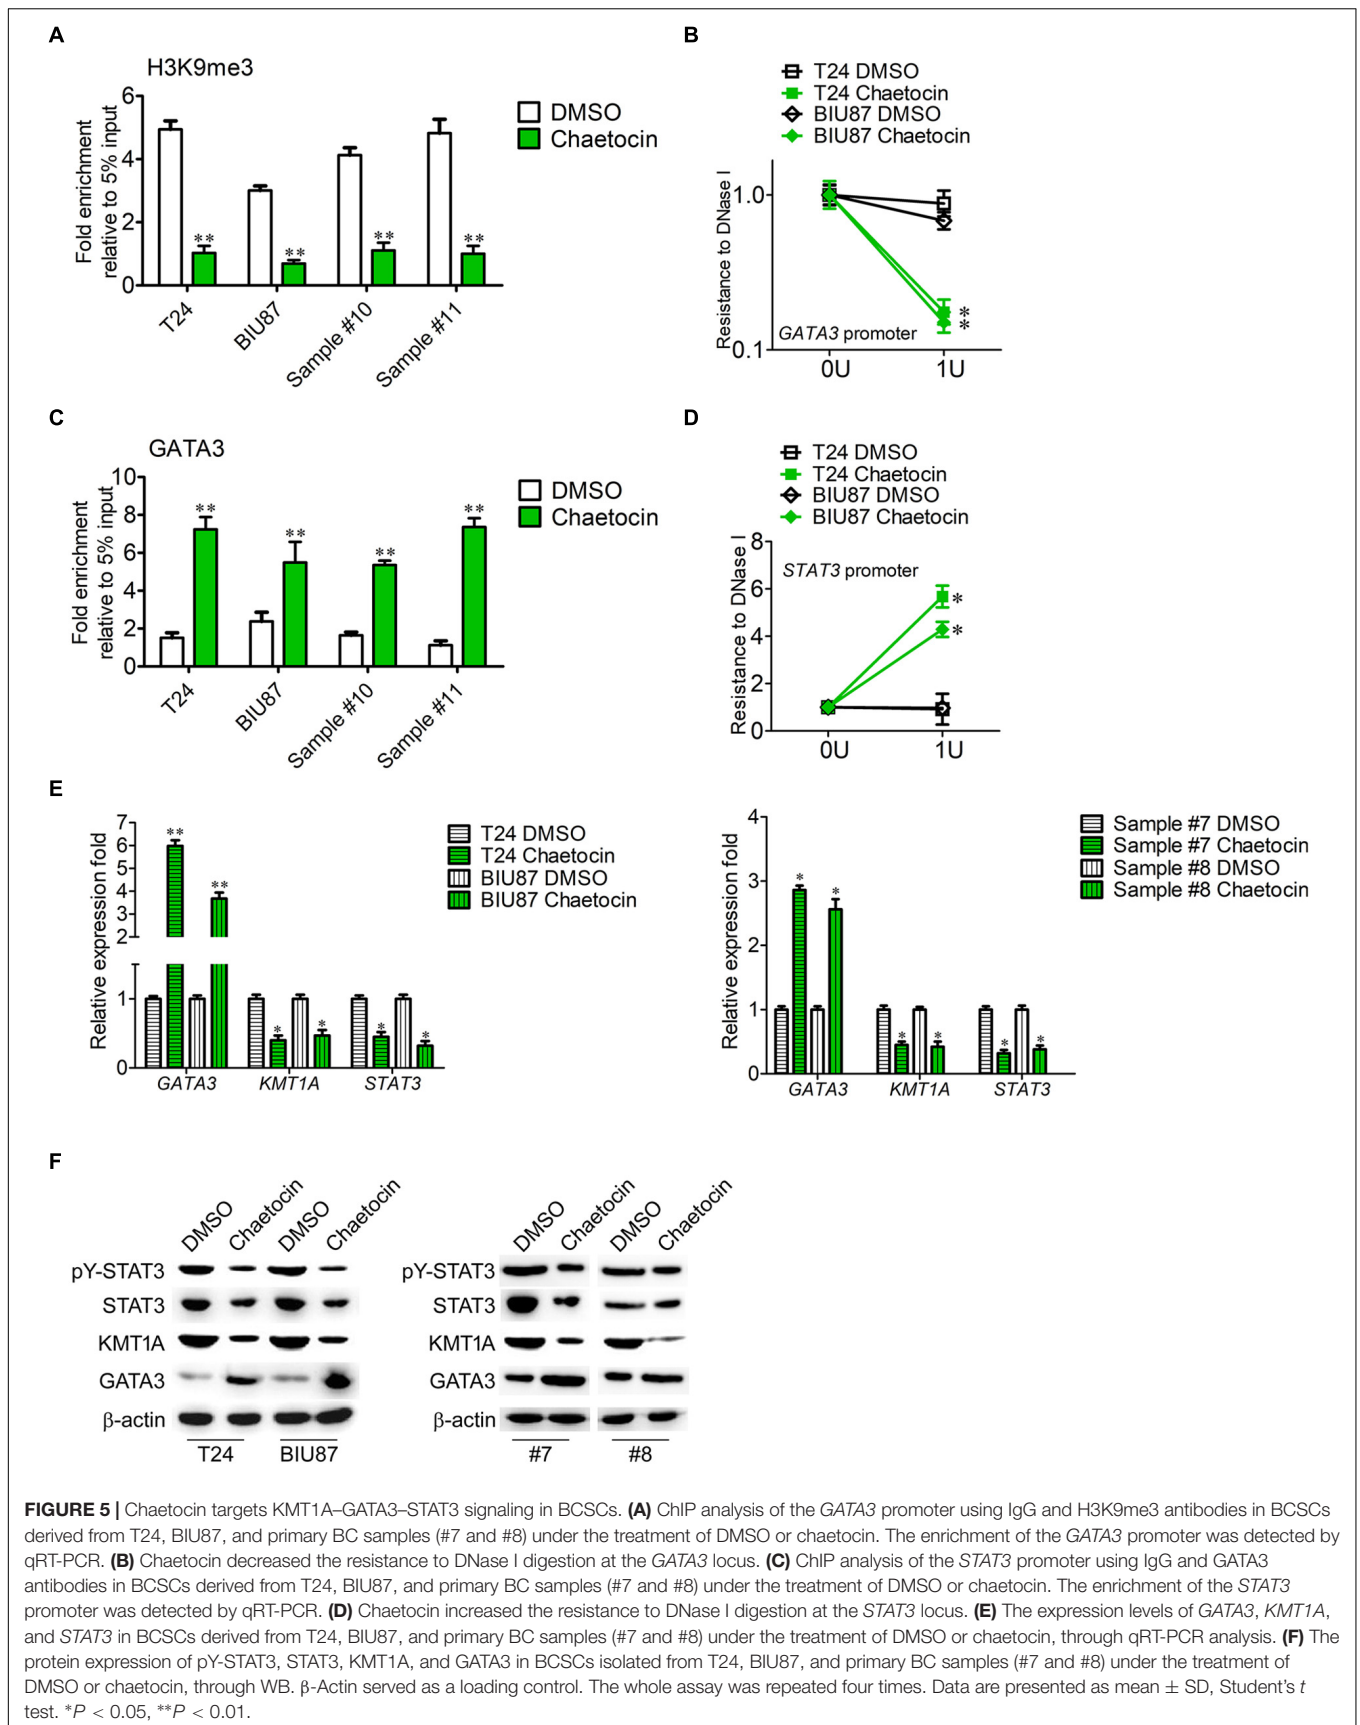 A
H3K9me3
Fold enrichment
relative to 5% input
6
4
2
0
DMSO
Chaetocin
** ** ** **
T24
BIU87
Sample #10
Sample #11
B
T24 DMSO
T24 Chaetocin
BIU87 DMSO
BIU87 Chaetocin
Resistance to DNase I
1.0
0.1
GATA3 promoter
*
*
0U 1U
C
GATA3
Fold enrichment
relative to 5% input
10
8
6
4
2
0
DMSO
Chaetocin
** ** ** **
T24
BIU87
Sample #10
Sample #11
D
T24 DMSO
T24 Chaetocin
BIU87 DMSO
BIU87 Chaetocin
Resistance to DNase I
8
6
4
2
0
STAT3 promoter
*
*
0U 1U
E
Relative expression fold
7
6
5
4
3
2
1
0
** **
* * * *
GATA3 KMT1A STAT3
T24 DMSO
T24 Chaetocin
BIU87 DMSO
BIU87 Chaetocin
Relative expression fold
4
3
2
1
0
* *
* * * *
GATA3 KMT1A STAT3
Sample #7 DMSO
Sample #7 Chaetocin
Sample #8 DMSO
Sample #8 Chaetocin
F
DMSO Chaetocin DMSO Chaetocin
pY-STAT3
STAT3
KMT1A
GATA3
β-actin
T24 BIU87
DMSO Chaetocin DMSO Chaetocin
pY-STAT3
STAT3
KMT1A
GATA3
β-actin
#7 #8
FIGURE 5 | Chaetocin targets KMT1A–GATA3–STAT3 signaling in BCSCs. (A) ChIP analysis of the GATA3 promoter using IgG and H3K9me3 antibodies in BCSCs
derived from T24, BIU87, and primary BC samples (#7 and #8) under the treatment of DMSO or chaetocin. The enrichment of the GATA3 promoter was detected by
qRT-PCR. (B) Chaetocin decreased the resistance to DNase I digestion at the GATA3 locus. (C) ChIP analysis of the STAT3 promoter using IgG and GATA3
antibodies in BCSCs derived from T24, BIU87, and primary BC samples (#7 and #8) under the treatment of DMSO or chaetocin. The enrichment of the STAT3
promoter was detected by qRT-PCR. (D) Chaetocin increased the resistance to DNase I digestion at the STAT3 locus. (E) The expression levels of GATA3, KMT1A,
and STAT3 in BCSCs derived from T24, BIU87, and primary BC samples (#7 and #8) under the treatment of DMSO or chaetocin, through qRT-PCR analysis. (F) The
protein expression of pY-STAT3, STAT3, KMT1A, and GATA3 in BCSCs isolated from T24, BIU87, and primary BC samples (#7 and #8) under the treatment of
DMSO or chaetocin, through WB. β-Actin served as a loading control. The whole assay was repeated four times. Data are presented as mean ± SD, Student's t
test. *P < 0.05, **P < 0.01.